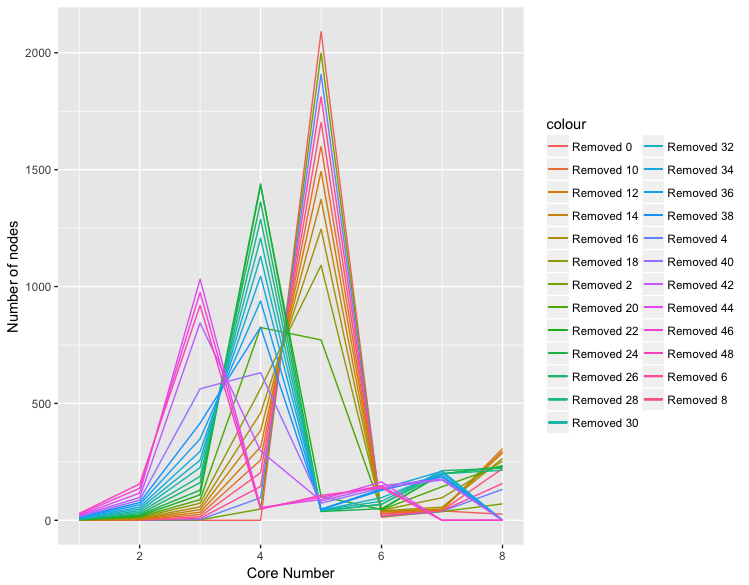 2000
1500
1000
500
0
2
4
6
8
Core Number
Number of nodes
colour
Removed 0
Removed 10
Removed 12
Removed 14
Removed 16
Removed 18
Removed 2
Removed 20
Removed 22
Removed 24
Removed 26
Removed 28
Removed 30
Removed 32
Removed 34
Removed 36
Removed 38
Removed 4
Removed 40
Removed 42
Removed 44
Removed 46
Removed 48
Removed 6
Removed 8